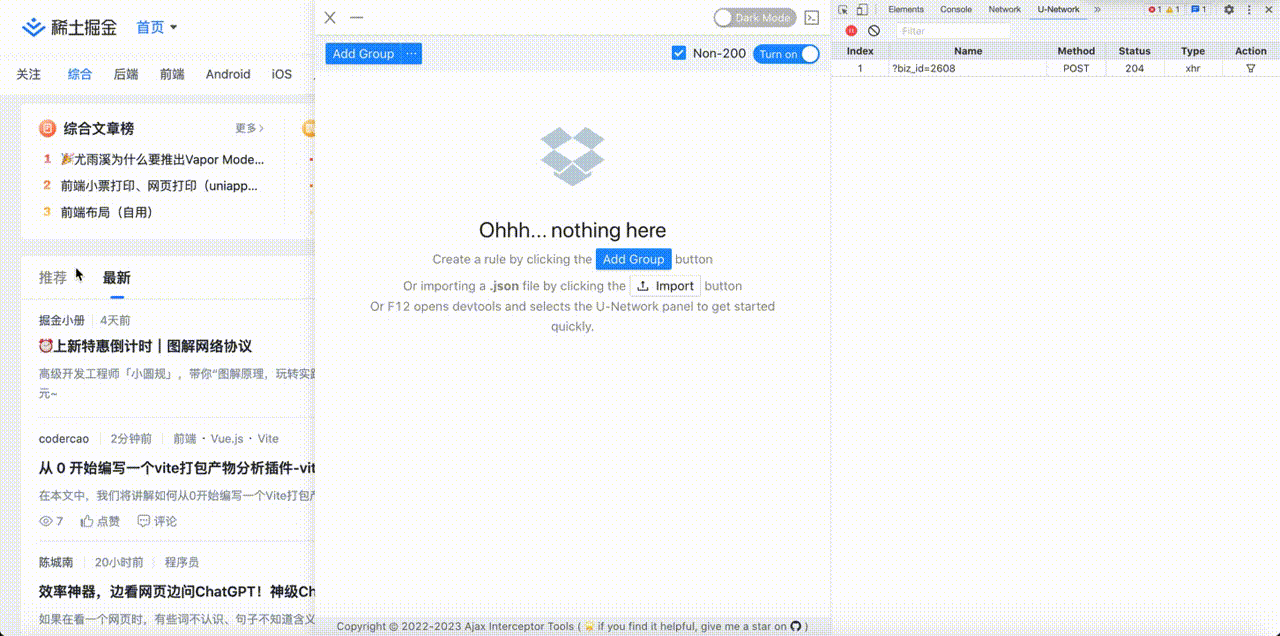 稀土掘金 首页
关注 综合 后端 前端 Android iOS
综合文章榜 更多
1 🎉尤雨溪为什么要推出Vapor Mode...
2 前端小票打印、网页打印（uniapp...
3 前端布局（自用）
推荐 最新
掘金小册 4天前
⏰上新特惠倒计时 | 图解网络协议
高级开发工程师「小圆规」，带你“图解原理，玩转实
元~
codercao 2分钟前 前端 · Vue.js · Vite
从 0 开始编写一个vite打包产物分析插件-vit
在本文中，我们将讲解如何从0开始编写一个Vite打包
7 点赞 评论
陈城南 20小时前 程序员
效率神器，边看网页边问ChatGPT！神级Ch
如果在看一个网页时，有些词不认识、句子不知道含义
Dark Mode
Add Group ··· Non-200 Turn on
Ohhh... nothing here
Create a rule by clicking the Add Group button
Or importing a .json file by clicking the Import button
Or F12 opens devtools and selects the U-Network panel to get started
quickly.
Copyright © 2022-2023 Ajax Interceptor Tools ( ⭐ if you find it helpful, give me a star on )
Elements Console Network U-Network » 1 1 1
Filter
Index Name Method Status Type Action
1 ?biz_id=2608 POST 204 xhr